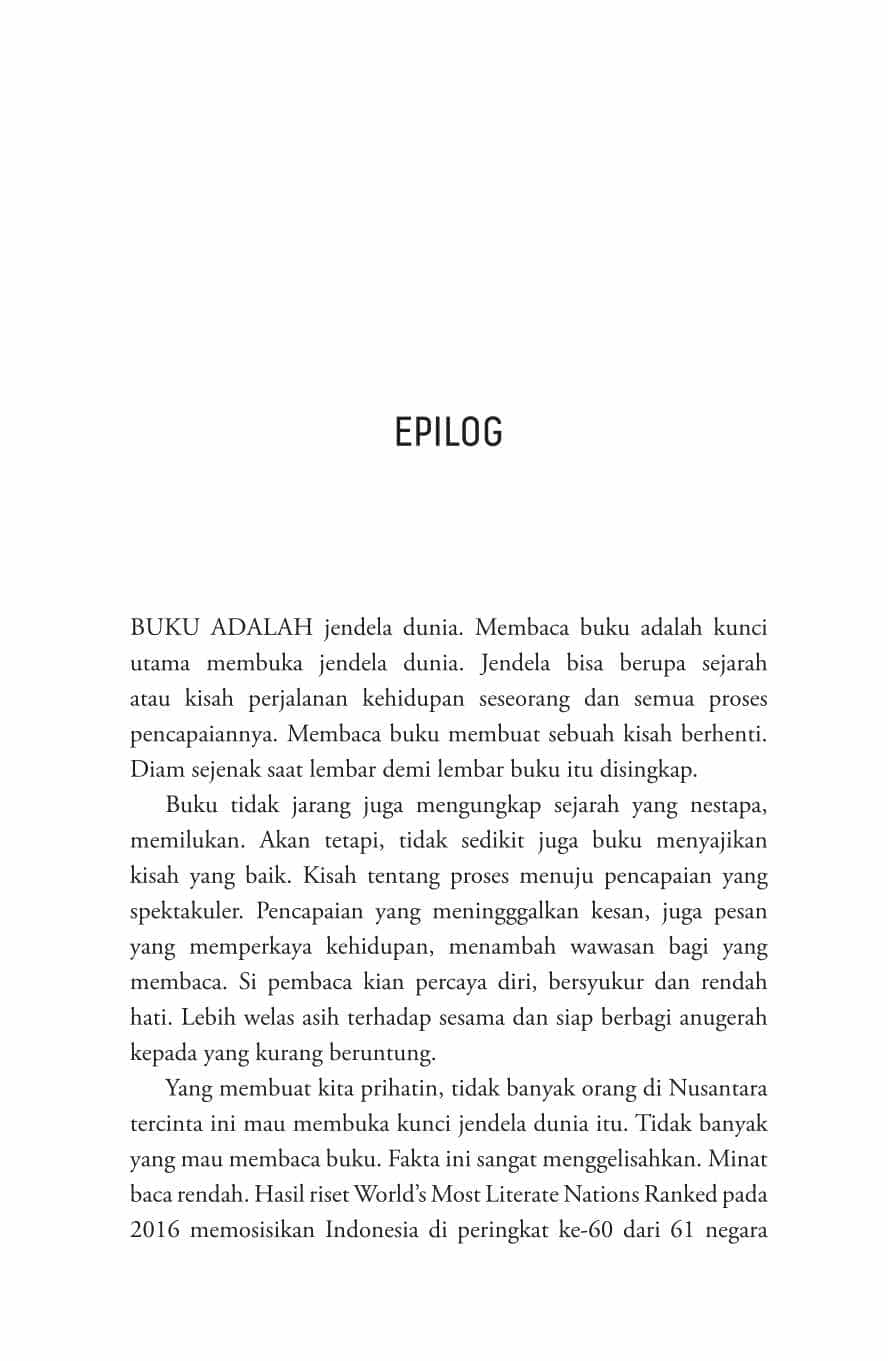 EPILOG
BUKU ADALAH jendela dunia. Membaca buku adalah kunci
utama membuka jendela dunia. Jendela bisa berupa sejarah
atau kisah perjalanan kehidupan seseorang dan semua proses
pencapaiannya. Membaca buku membuat sebuah kisah berhenti.
Diam sejenak saat lembar demi lembar buku itu disingkap.
Buku tidak jarang juga mengungkap sejarah yang nestapa,
memilukan. Akan tetapi, tidak sedikit juga buku menyajikan
kisah yang baik. Kisah tentang proses menuju pencapaian yang
spektakuler. Pencapaian yang meningggalkan kesan, juga pesan
yang memperkaya kehidupan, menambah wawasan bagi yang
membaca. Si pembaca kian percaya diri, bersyukur dan rendah
hati. Lebih welas asih terhadap sesama dan siap berbagi anugerah
kepada yang kurang beruntung.
Yang membuat kita prihatin, tidak banyak orang di Nusantara
tercinta ini mau membuka kunci jendela dunia itu. Tidak banyak
yang mau membaca buku. Fakta ini sangat menggelisahkan. Minat
baca rendah. Hasil riset World’s Most Literate Nations Ranked pada
2016 memosisikan Indonesia di peringkat ke-60 dari 61 negara